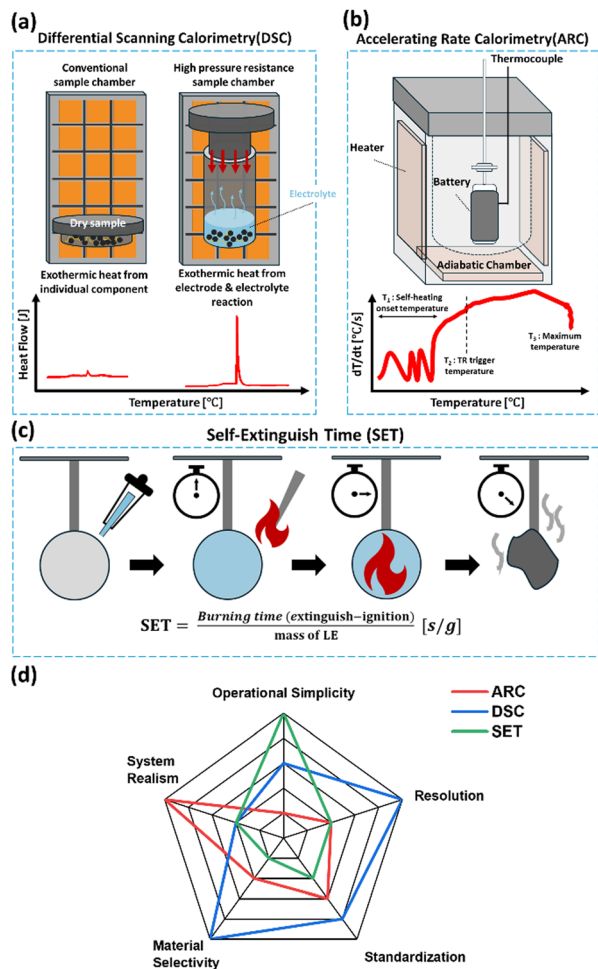 (a)
Differential Scanning Calorimetry(DSC)
Conventional
sample chamber
High pressure resistance
sample chamber
Dry sample
Electrolyte
Exothermic heat from
individual component
Exothermic heat from
electrode & electrolyte
reaction
Heat Flow [J]
Temperature [℃]
(b)
Accelerating Rate Calorimetry(ARC)
Thermocouple
Heater
Battery
Adiabatic Chamber
T₁ : Self-heating
onset temperature
T₂ : TR trigger
temperature
T₃ : Maximum
temperature
dT/dt [℃/s]
Temperature [℃]
(c)
Self-Extinguish Time (SET)
SET = Burning time (extinguish−ignition) / mass of LE [s/g]
(d)
Operational Simplicity
ARC
DSC
SET
System
Realism
Resolution
Material
Selectivity
Standardization